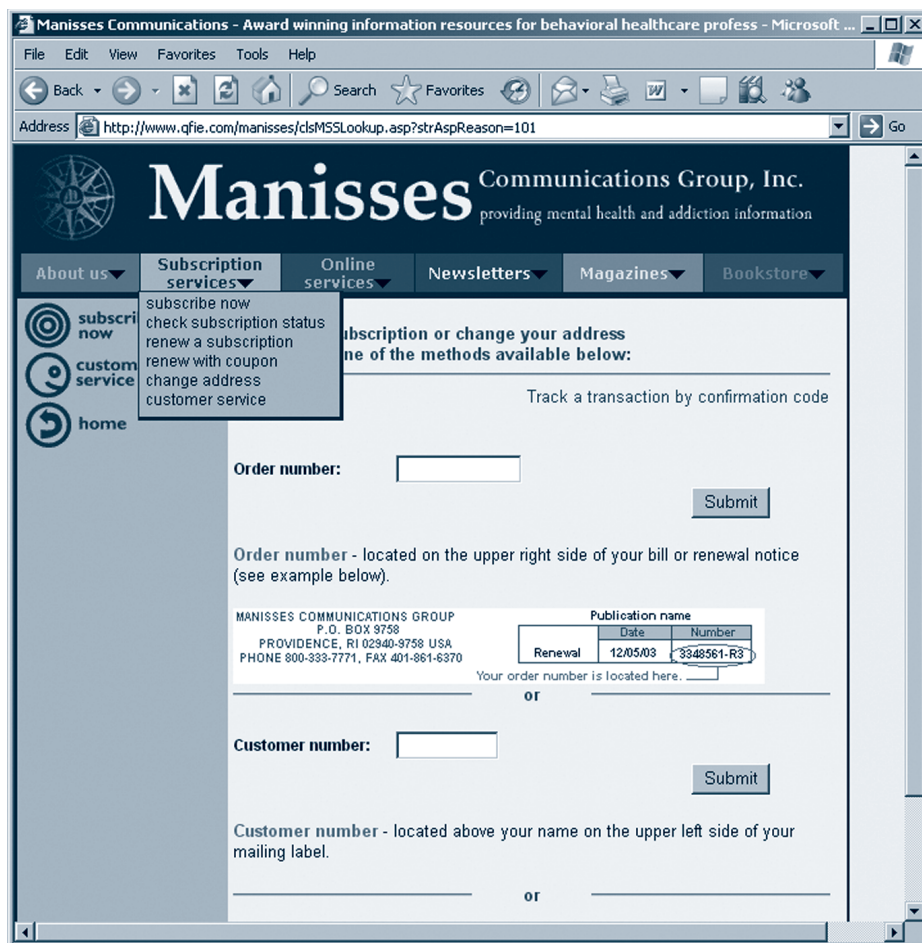 Manisses Communications - Award winning information resources for behavioral healthcare profess - Microsoft ...
File Edit View Favorites Tools Help
Back Search Favorites
Address http://www.qfie.com/manisses/clsMSSLookup.asp?strAspReason=101 Go
Manisses Communications Group, Inc.
providing mental health and addiction information
About us Subscription services Online services Newsletters Magazines Bookstore
subscribe now
check subscription status
renew a subscription
renew with coupon
change address
customer service
subscri
now
custom
service
home
ubscription or change your address
ne of the methods available below:
Track a transaction by confirmation code
Order number:
Submit
Order number - located on the upper right side of your bill or renewal notice
(see example below).
MANISSES COMMUNICATIONS GROUP
P.O. BOX 9758
PROVIDENCE, RI 02940-9758 USA
PHONE 800-333-7771, FAX 401-861-6370
Publication name
Date Number
Renewal 12/05/03 3348561-R3
Your order number is located here.
or
Customer number:
Submit
Customer number - located above your name on the upper left side of your
mailing label.
or